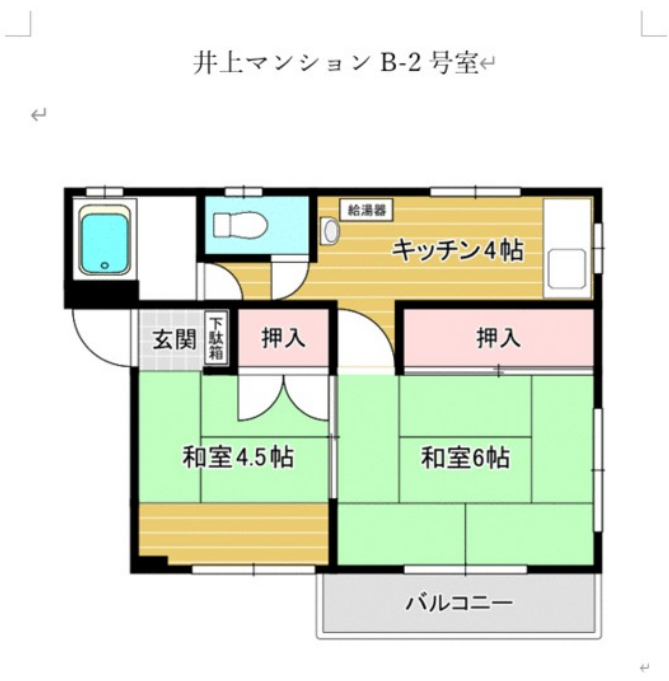 井上マンション B-2 号室
給湯器
キッチン4帖
玄関
下駄箱
押入
押入
和室4.5帖
和室6帖
バルコニー